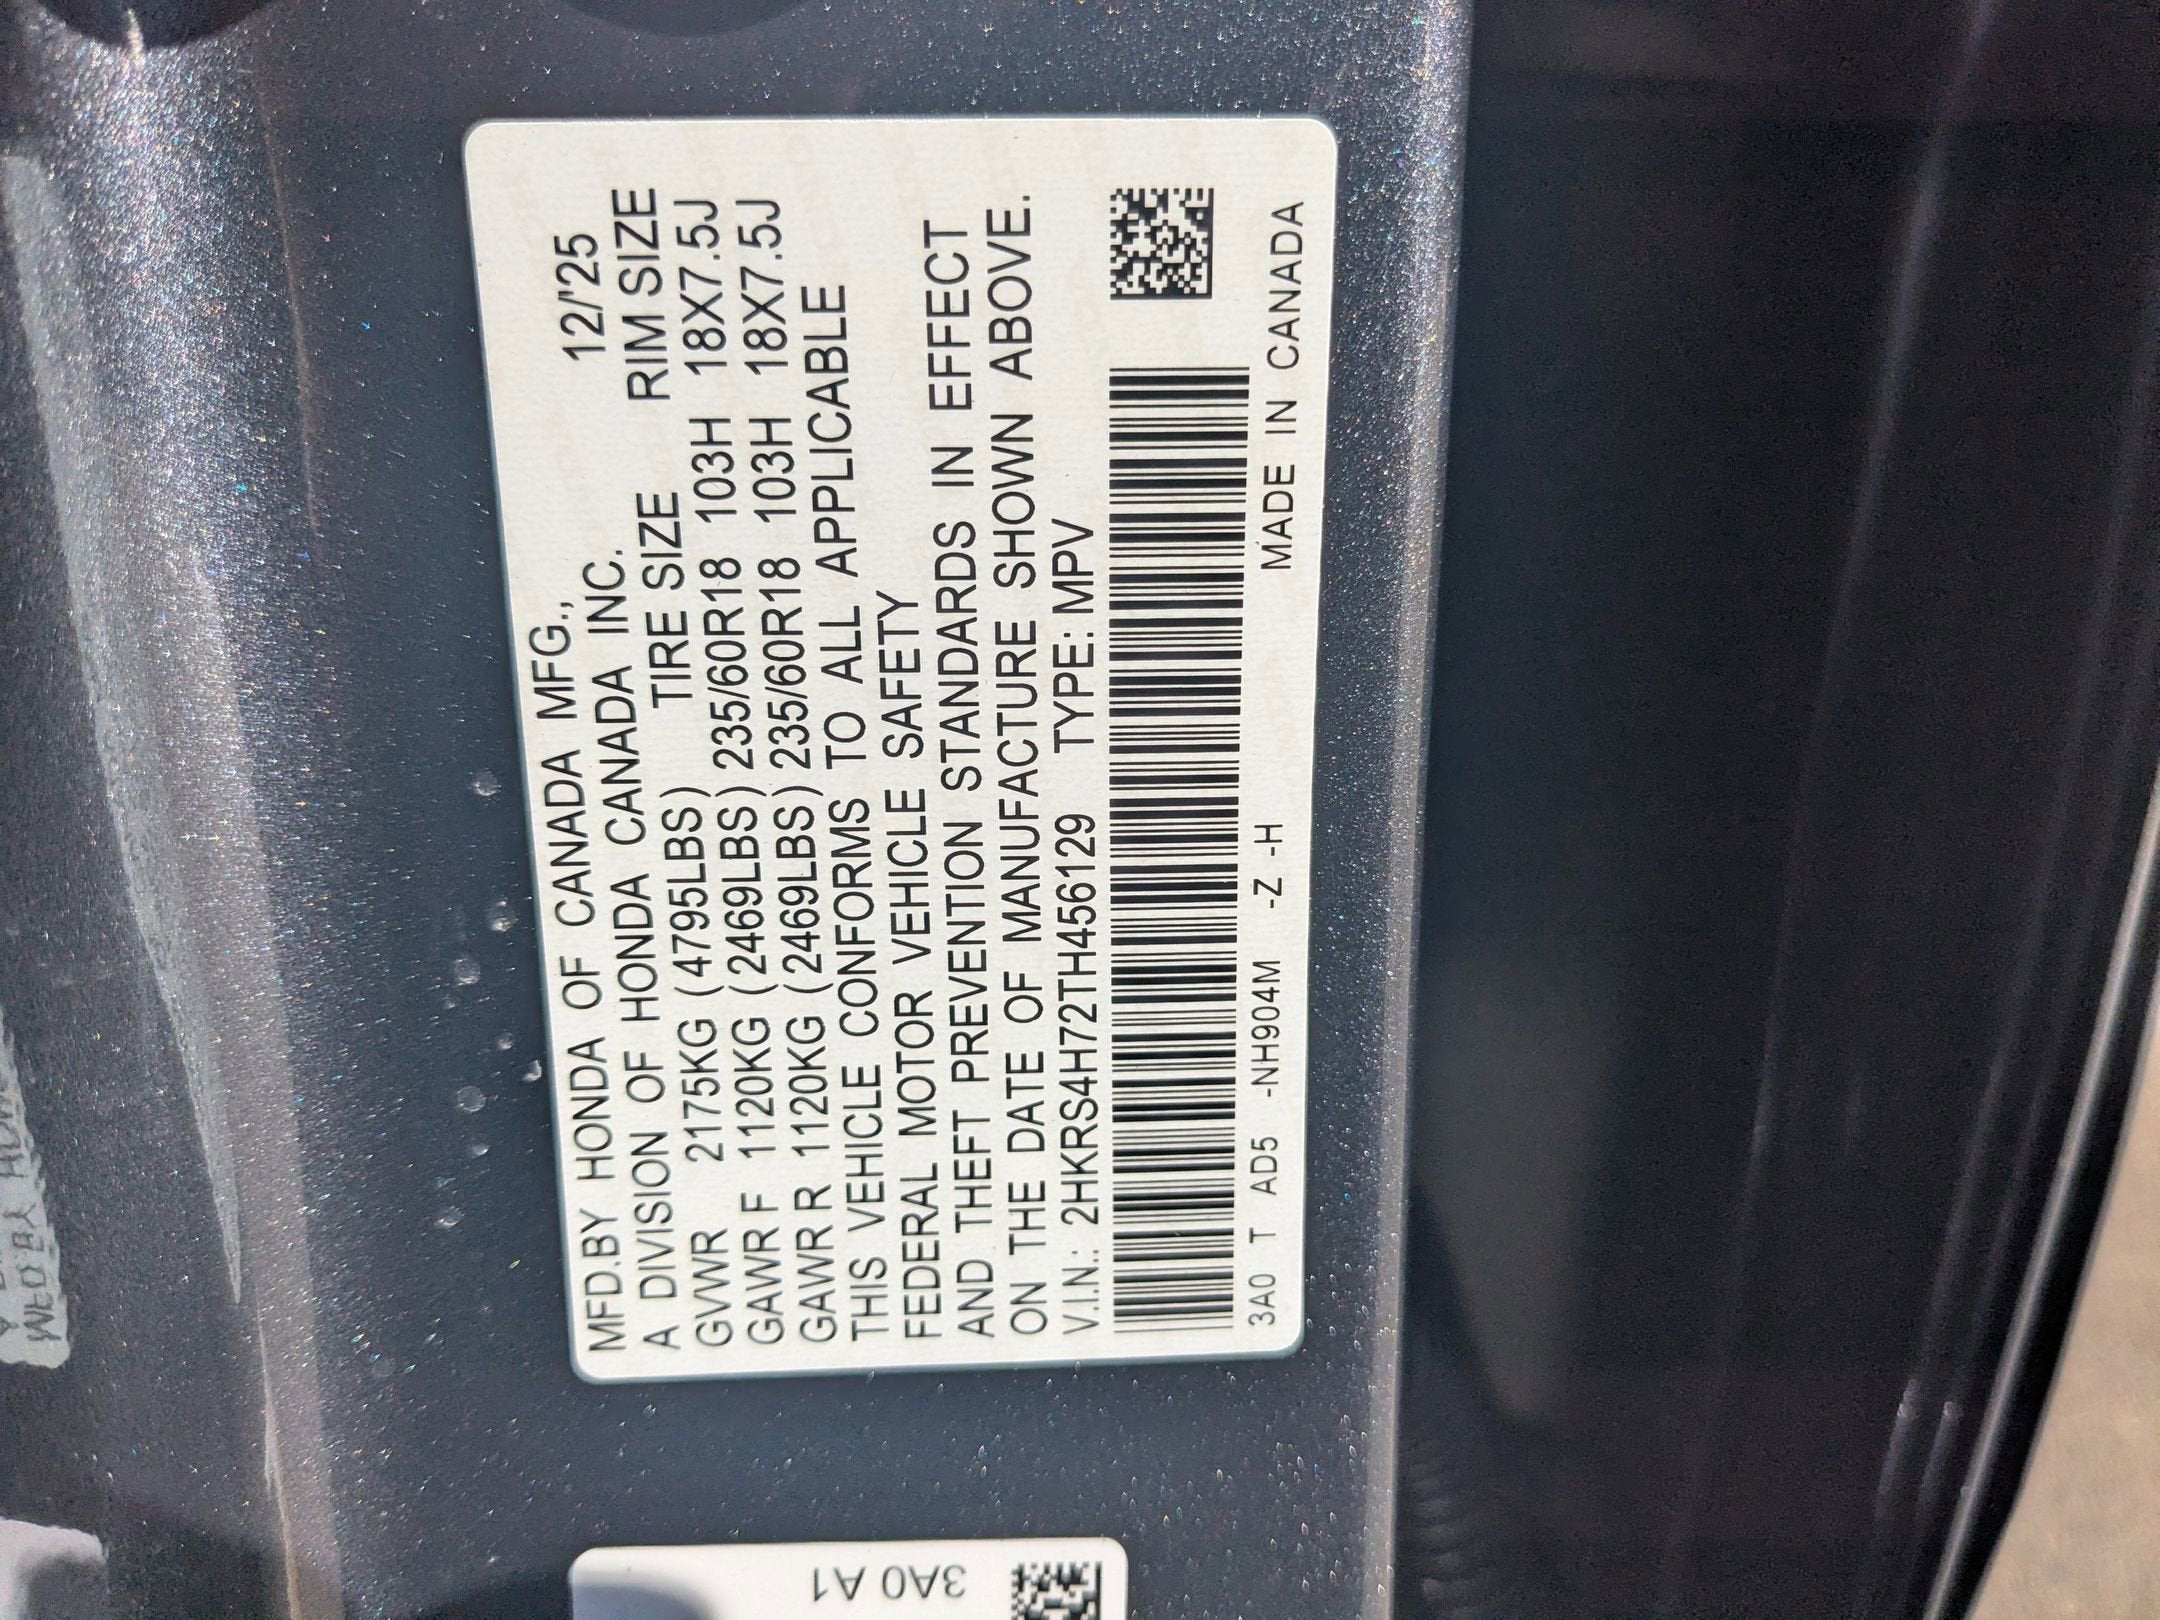 MFD.BY HONDA OF CANADA MFG., 12/'25
A DIVISION OF HONDA CANADA INC.
TIRE SIZE RIM SIZE
GVWR 2175KG (4795LBS)
GAWR F 1120KG (2469LBS) 235/60R18 103H 18X7.5J
GAWR R 1120KG (2469LBS) 235/60R18 103H 18X7.5J
THIS VEHICLE CONFORMS TO ALL APPLICABLE
FEDERAL MOTOR VEHICLE SAFETY
AND THEFT PREVENTION STANDARDS IN EFFECT
ON THE DATE OF MANUFACTURE SHOWN ABOVE.
V.I.N.: 2HKRS4H72TH456129 TYPE: MPV
3A0 T AD5 -NH904M -Z -H MADE IN CANADA
3A0 A1